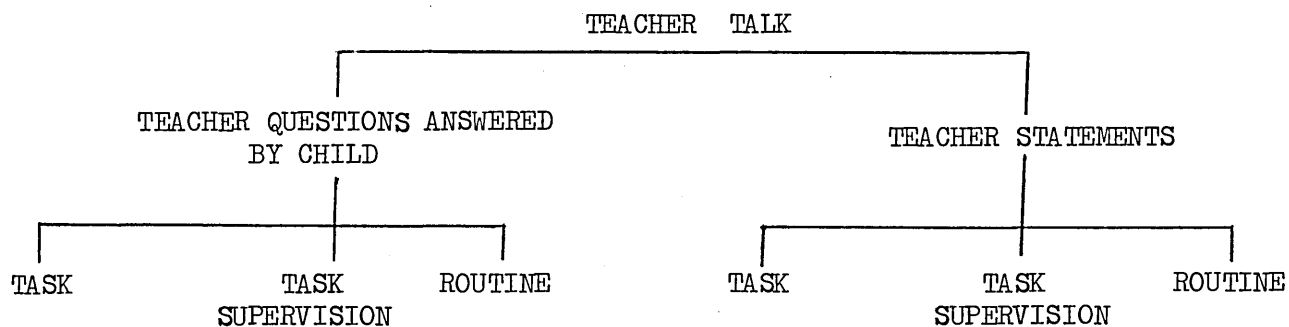 TEACHER TALK
TEACHER QUESTIONS ANSWERED
BY CHILD
TEACHER STATEMENTS
TASK TASK ROUTINE TASK TASK ROUTINE
SUPERVISION SUPERVISION